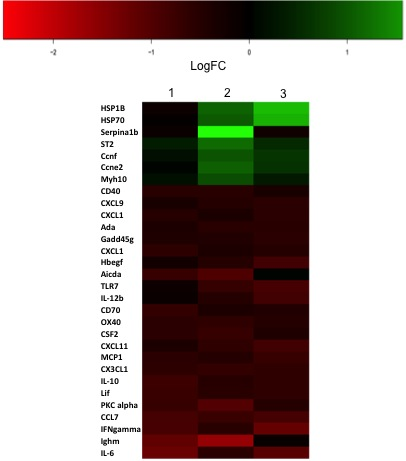 -2 -1 0 1
LogFC
1 2 3
HSP1B
HSP70
Serpina1b
ST2
Ccnf
Ccne2
Myh10
CD40
CXCL9
CXCL1
Ada
Gadd45g
CXCL1
Hbegf
Aicda
TLR7
IL-12b
CD70
OX40
CSF2
CXCL11
MCP1
CX3CL1
IL-10
Lif
PKC alpha
CCL7
IFNgamma
Ighm
IL-6